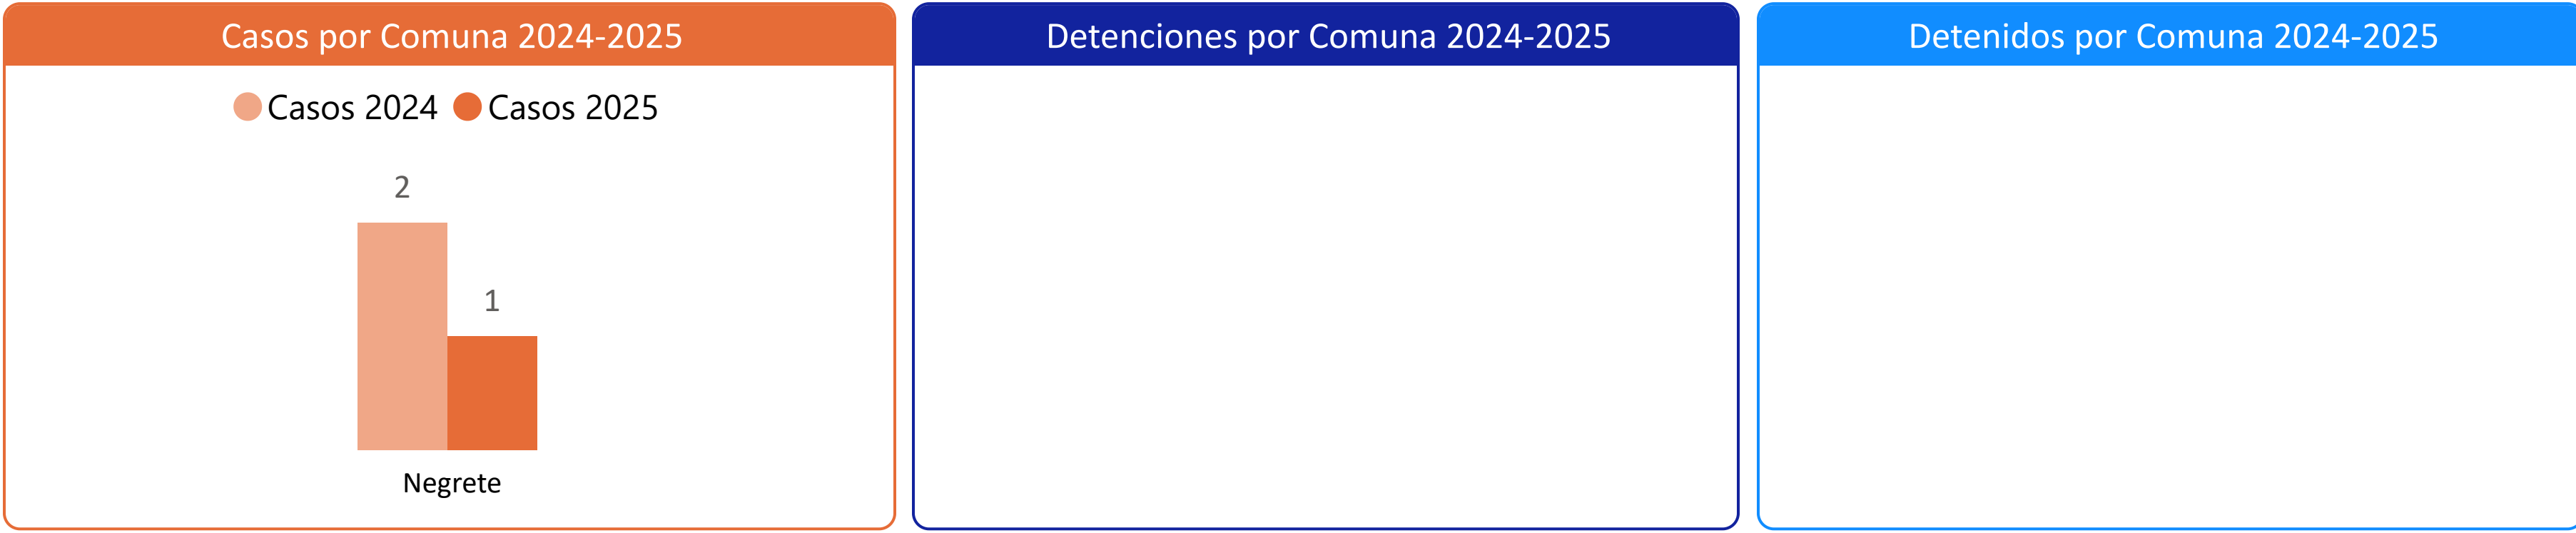 Casos por Comuna 2024-2025
Casos 2024 Casos 2025
2
1
Negrete
Detenciones por Comuna 2024-2025
Detenidos por Comuna 2024-2025